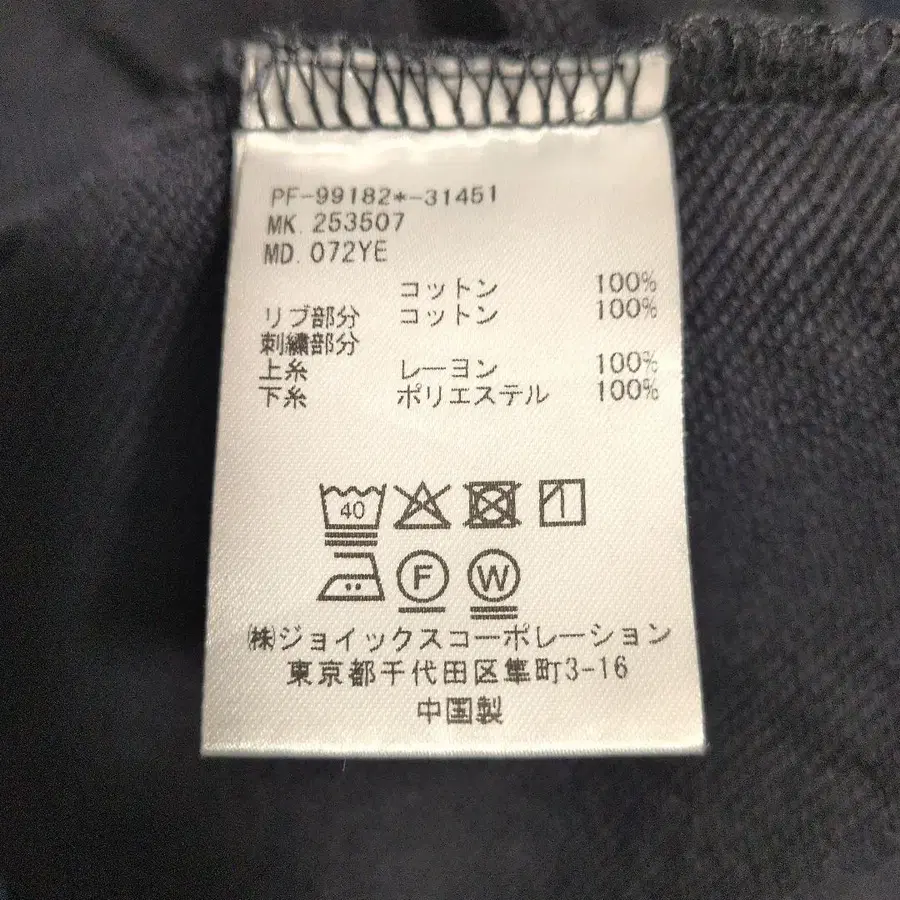 PF-99182*-31451
MK. 253507
MD. 072YE
コットン 100%
リブ部分 コットン 100%
刺繍部分
上糸 レーヨン 100%
下糸 ポリエステル 100%
40
F W
㈱ジョイックスコーポレーション
東京都千代田区隼町3-16
中国製